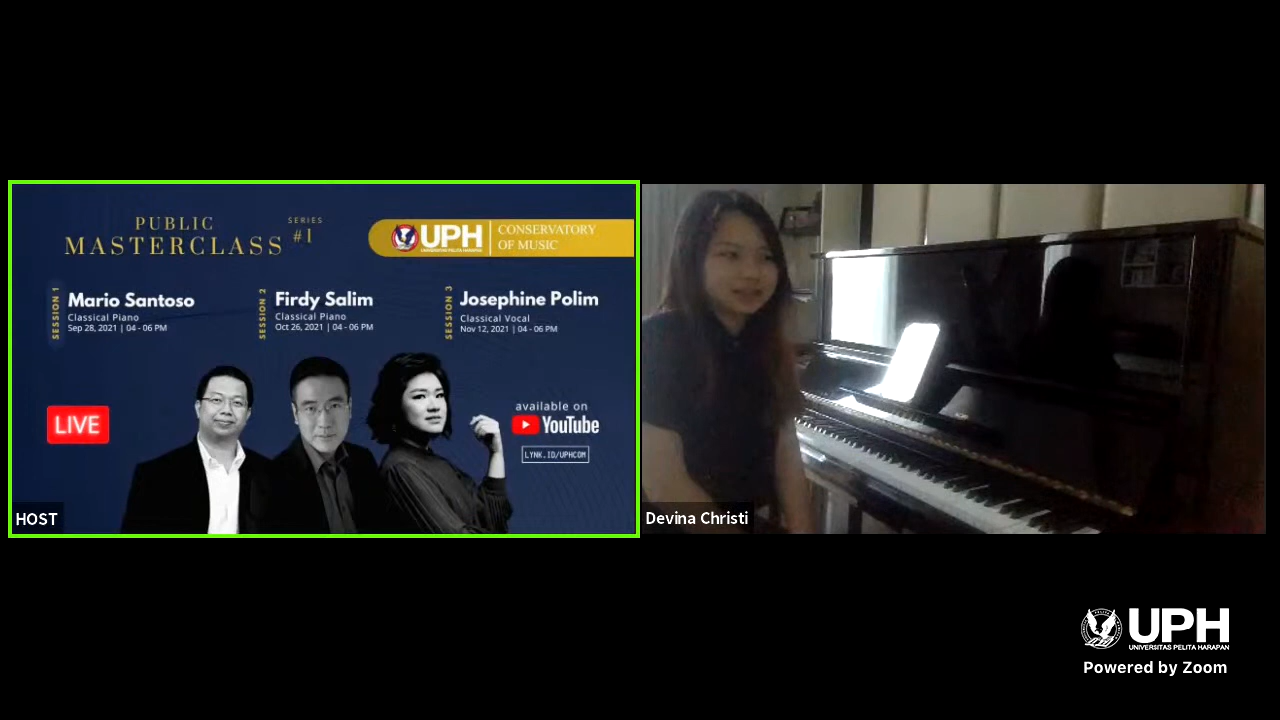 PUBLIC
MASTERCLASS
SERIES
#1
UPH
UNIVERSITAS PELITA HARAPAN
CONSERVATORY
OF MUSIC
SESSION 1
Mario Santoso
Classical Piano
Sep 28, 2021 | 04 - 06 PM
SESSION 2
Firdy Salim
Classical Piano
Oct 26, 2021 | 04 - 06 PM
SESSION 3
Josephine Polim
Classical Vocal
Nov 12, 2021 | 04 - 06 PM
LIVE
available on
YouTube
LYNK.ID/UPHCOM
HOST
Devina Christi
UPH
UNIVERSITAS PELITA HARAPAN
Powered by Zoom